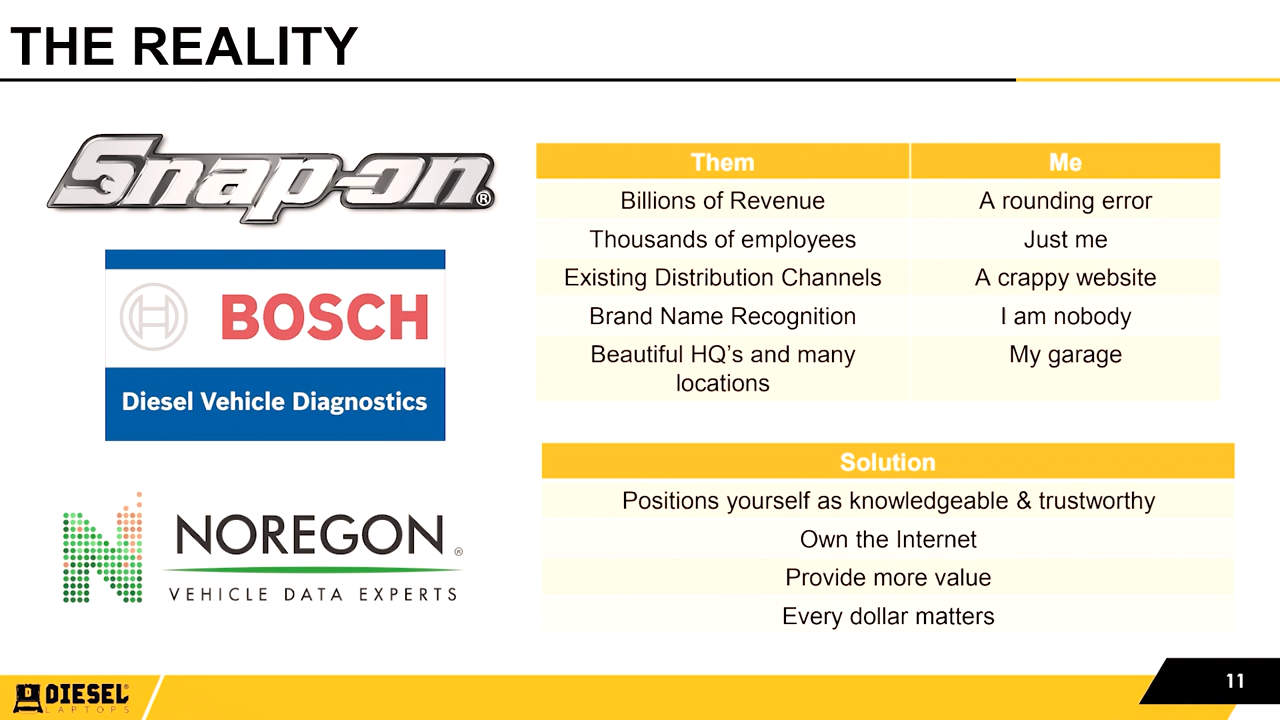 THE REALITY
Snap-on®
BOSCH
Diesel Vehicle Diagnostics
NOREGON®
VEHICLE DATA EXPERTS
Them Me
Billions of Revenue A rounding error
Thousands of employees Just me
Existing Distribution Channels A crappy website
Brand Name Recognition I am nobody
Beautiful HQ’s and many My garage
locations
Solution
Positions yourself as knowledgeable & trustworthy
Own the Internet
Provide more value
Every dollar matters
DIESEL®
LAPTOPS
11